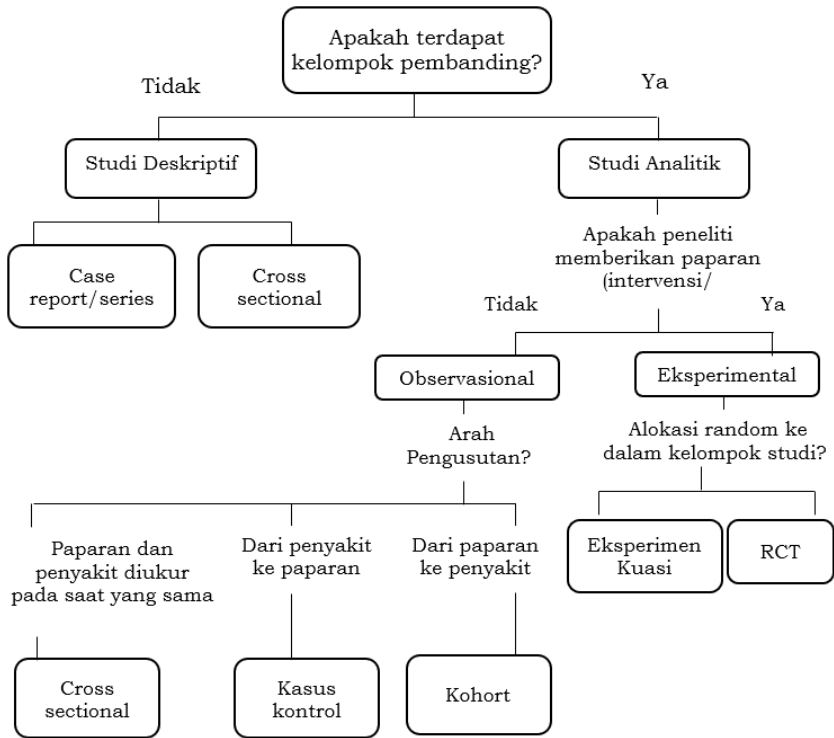 Apakah terdapat
kelompok pembanding?
Tidak
Ya
Studi Deskriptif
Studi Analitik
Case
report/series
Cross
sectional
Apakah peneliti
memberikan paparan
(intervensi/
Tidak
Ya
Observasional
Eksperimental
Arah
Pengusutan?
Alokasi random ke
dalam kelompok studi?
Eksperimen
Kuasi
RCT
Paparan dan
penyakit diukur
pada saat yang sama
Dari penyakit
ke paparan
Dari paparan
ke penyakit
Cross
sectional
Kasus
kontrol
Kohort